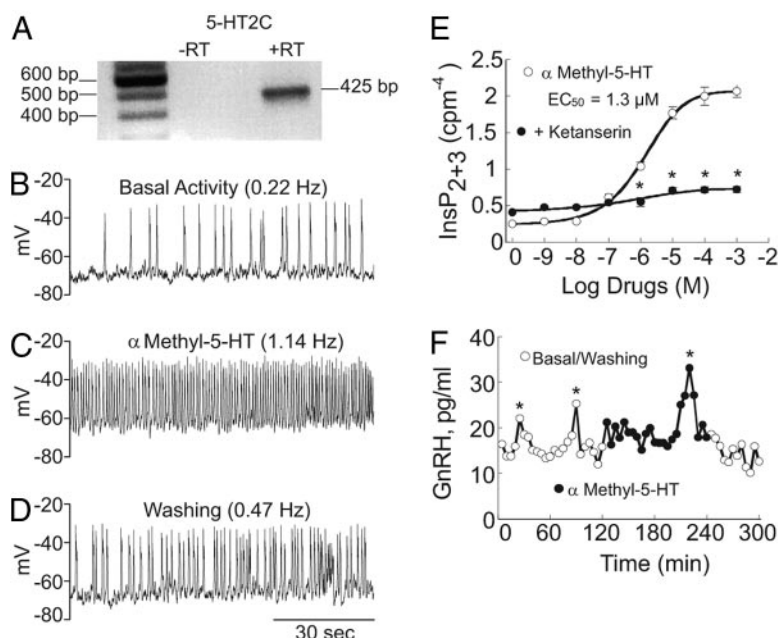 A
5-HT2C
-RT +RT
600 bp
500 bp
400 bp
425 bp
B
Basal Activity (0.22 Hz)
-20
-40
-60
-80
mV
C
α Methyl-5-HT (1.14 Hz)
-20
-40
-60
-80
mV
D
Washing (0.47 Hz)
-20
-40
-60
-80
mV
30 sec
E
α Methyl-5-HT
EC50 = 1.3 µM
+ Ketanserin
* * * *
InsP2+3 (cpm-4)
2.5
2
1.5
1
0.5
0
0 -9 -8 -7 -6 -5 -4 -3 -2
Log Drugs (M)
F
Basal/Washing
* * *
α Methyl-5-HT
GnRH, pg/ml
40
30
20
10
0
0 60 120 180 240 300
Time (min)